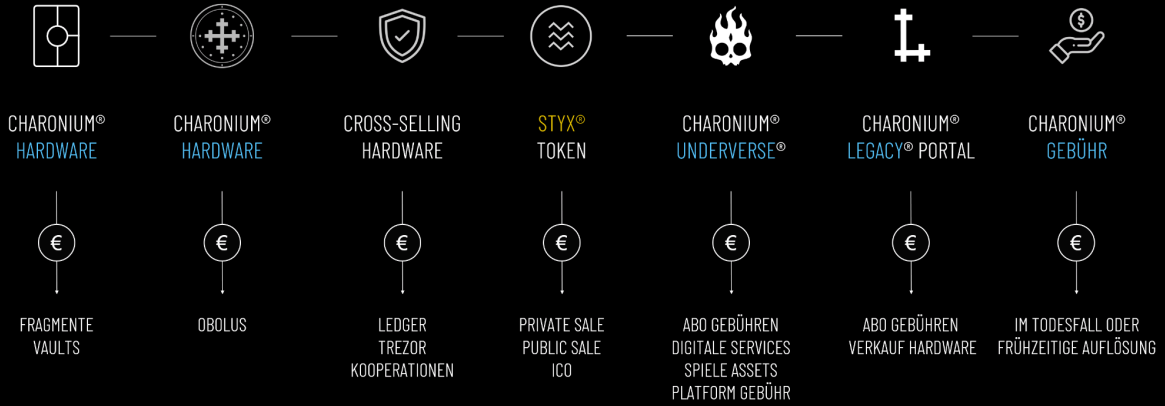 CHARONIUM®
HARDWARE
€
FRAGMENTE
VAULTS
CHARONIUM®
HARDWARE
€
OBOLUS
CROSS-SELLING
HARDWARE
€
LEDGER
TREZOR
KOOPERATIONEN
STYX®
TOKEN
€
PRIVATE SALE
PUBLIC SALE
ICO
CHARONIUM®
UNDERVERSE®
€
ABO GEBÜHREN
DIGITALE SERVICES
SPIELE ASSETS
PLATFORM GEBÜHR
CHARONIUM®
LEGACY® PORTAL
€
ABO GEBÜHREN
VERKAUF HARDWARE
$
CHARONIUM®
GEBÜHR
€
IM TODESFALL ODER
FRÜHZEITIGE AUFLÖSUNG